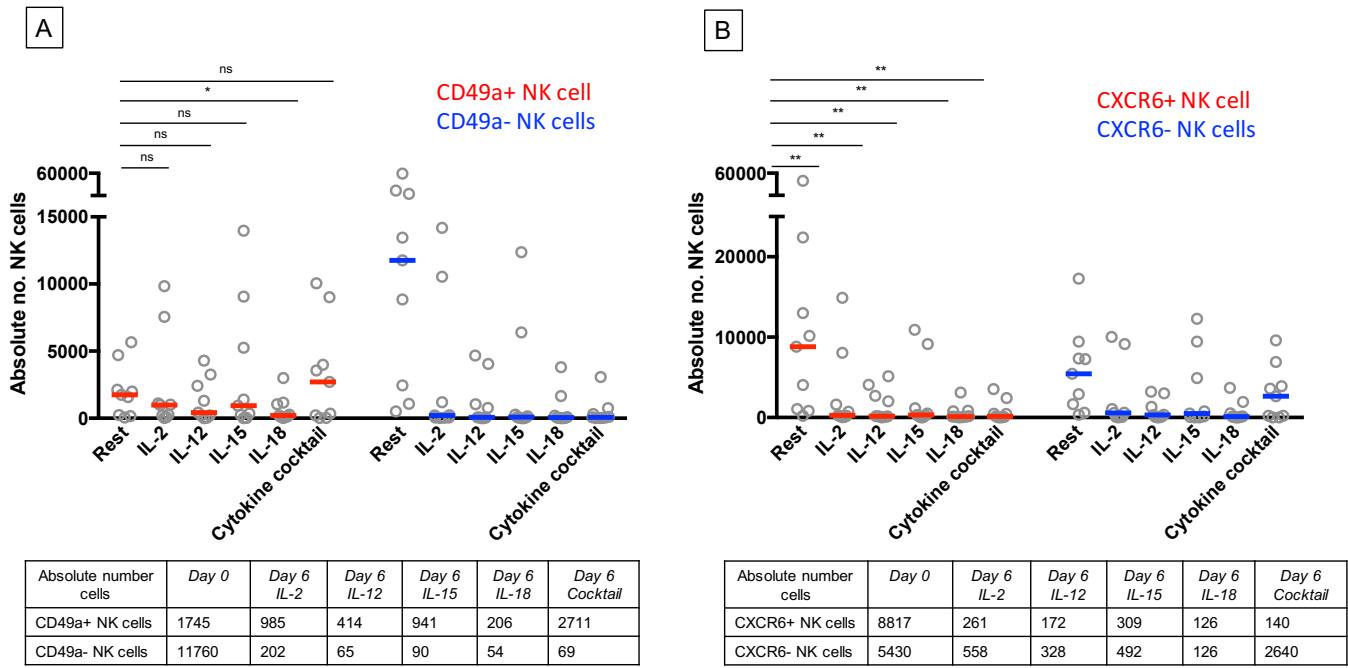 A
ns
*
ns
ns
ns
CD49a+ NK cell
CD49a- NK cells
Absolute no. NK cells
60000
15000
10000
5000
0
Rest
IL-2
IL-12
IL-15
IL-18
Cytokine cocktail
Rest
IL-2
IL-12
IL-15
IL-18
Cytokine cocktail
Absolute number cells Day 0 Day 6 IL-2 Day 6 IL-12 Day 6 IL-15 Day 6 IL-18 Day 6 Cocktail
CD49a+ NK cells 1745 985 414 941 206 2711
CD49a- NK cells 11760 202 65 90 54 69
B
**
**
**
**
**
CXCR6+ NK cell
CXCR6- NK cells
Absolute no. NK cells
60000
20000
10000
0
Rest
IL-2
IL-12
IL-15
IL-18
Cytokine cocktail
Rest
IL-2
IL-12
IL-15
IL-18
Cytokine cocktail
Absolute number cells Day 0 Day 6 IL-2 Day 6 IL-12 Day 6 IL-15 Day 6 IL-18 Day 6 Cocktail
CXCR6+ NK cells 8817 261 172 309 126 140
CXCR6- NK cells 5430 558 328 492 126 2640